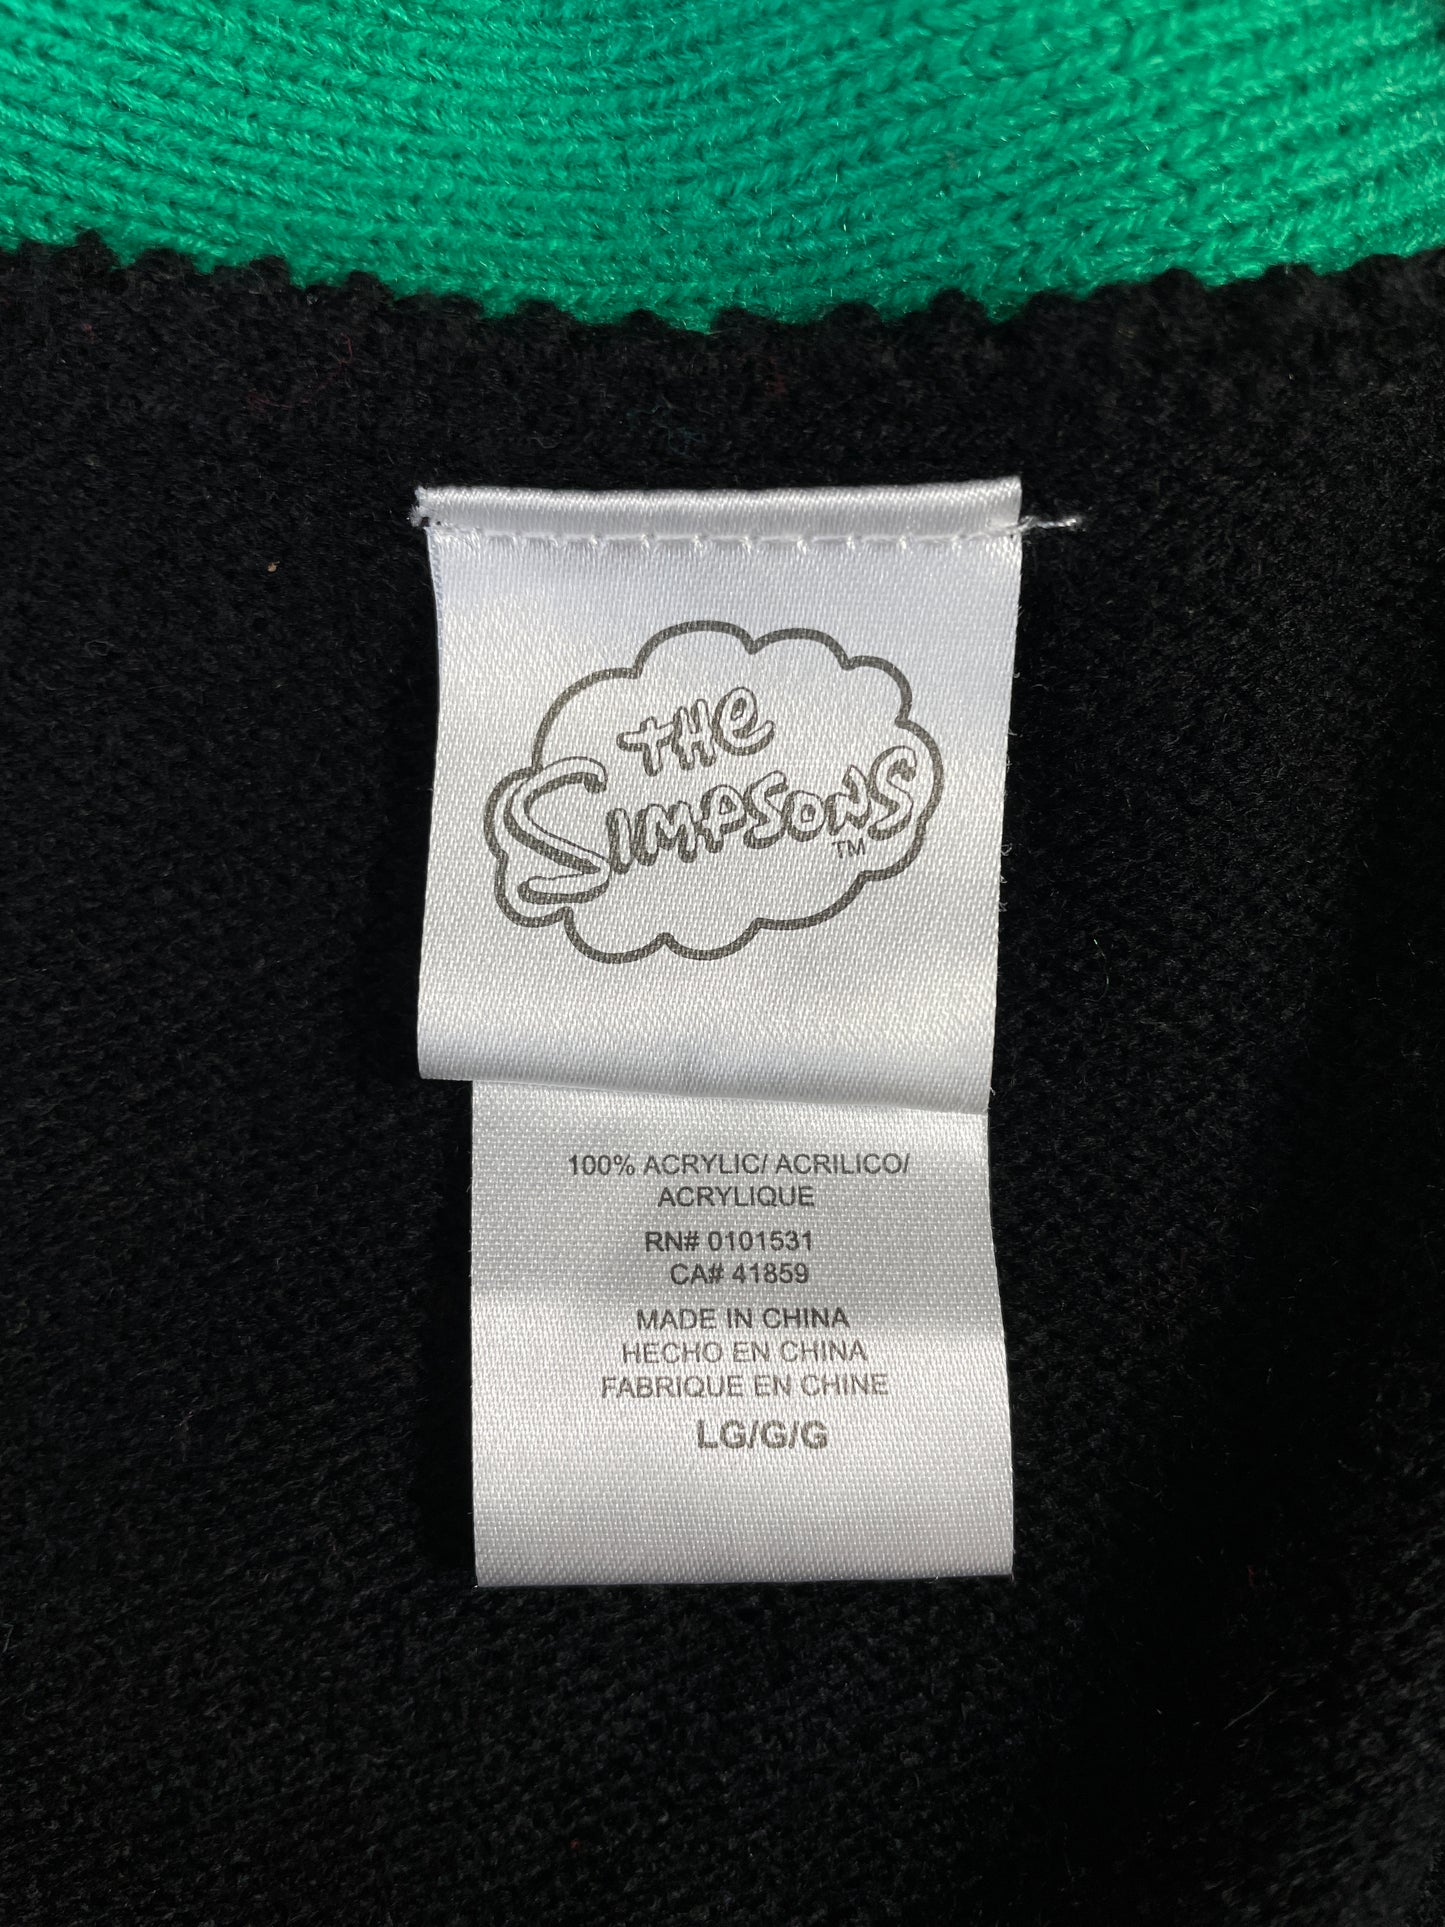 THE
SIMPSONS
TM
100% ACRYLIC/ ACRILICO/
ACRYLIQUE
RN# 0101531
CA# 41859
MADE IN CHINA
HECHO EN CHINA
FABRIQUE EN CHINE
LG/G/G